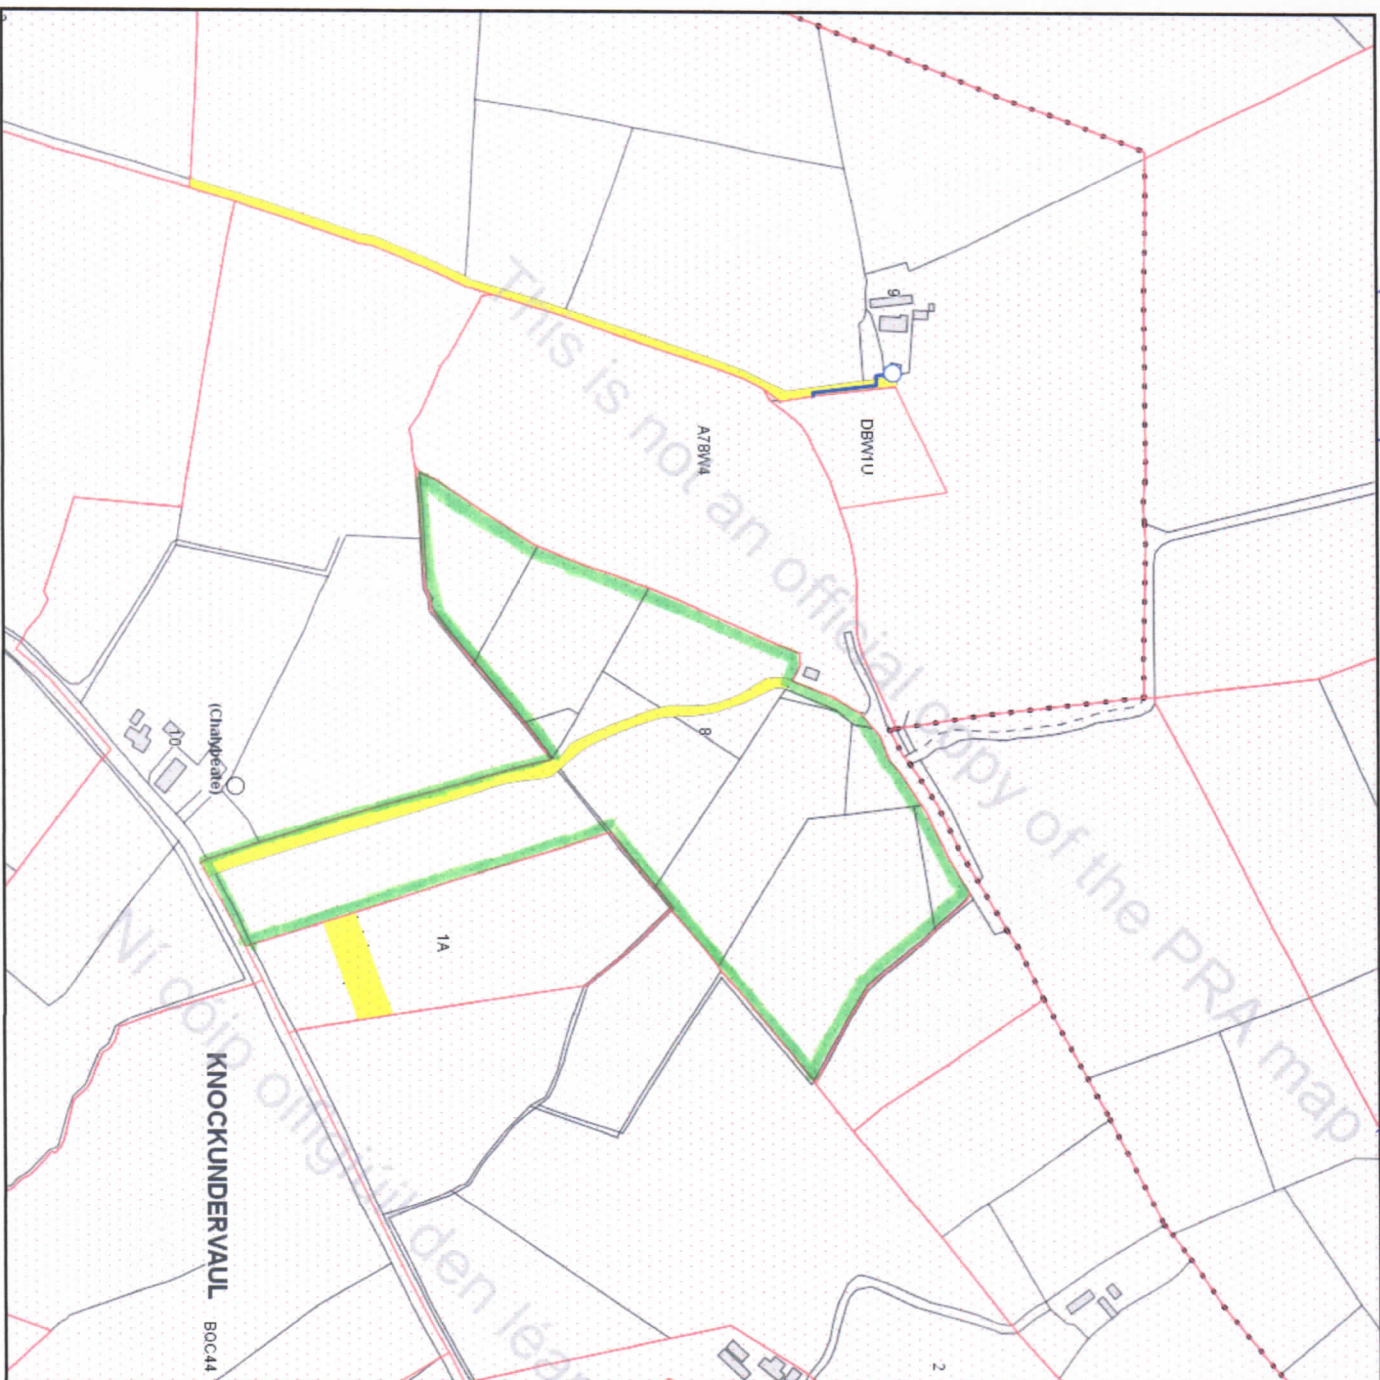 This is not an official copy of the PRA map
9
DBW1U
A78W4
8
(Chalybeate)
10
1A
Ní cóip oifigiúil den léar
KNOCKUNDERVAUL
BQC44
2